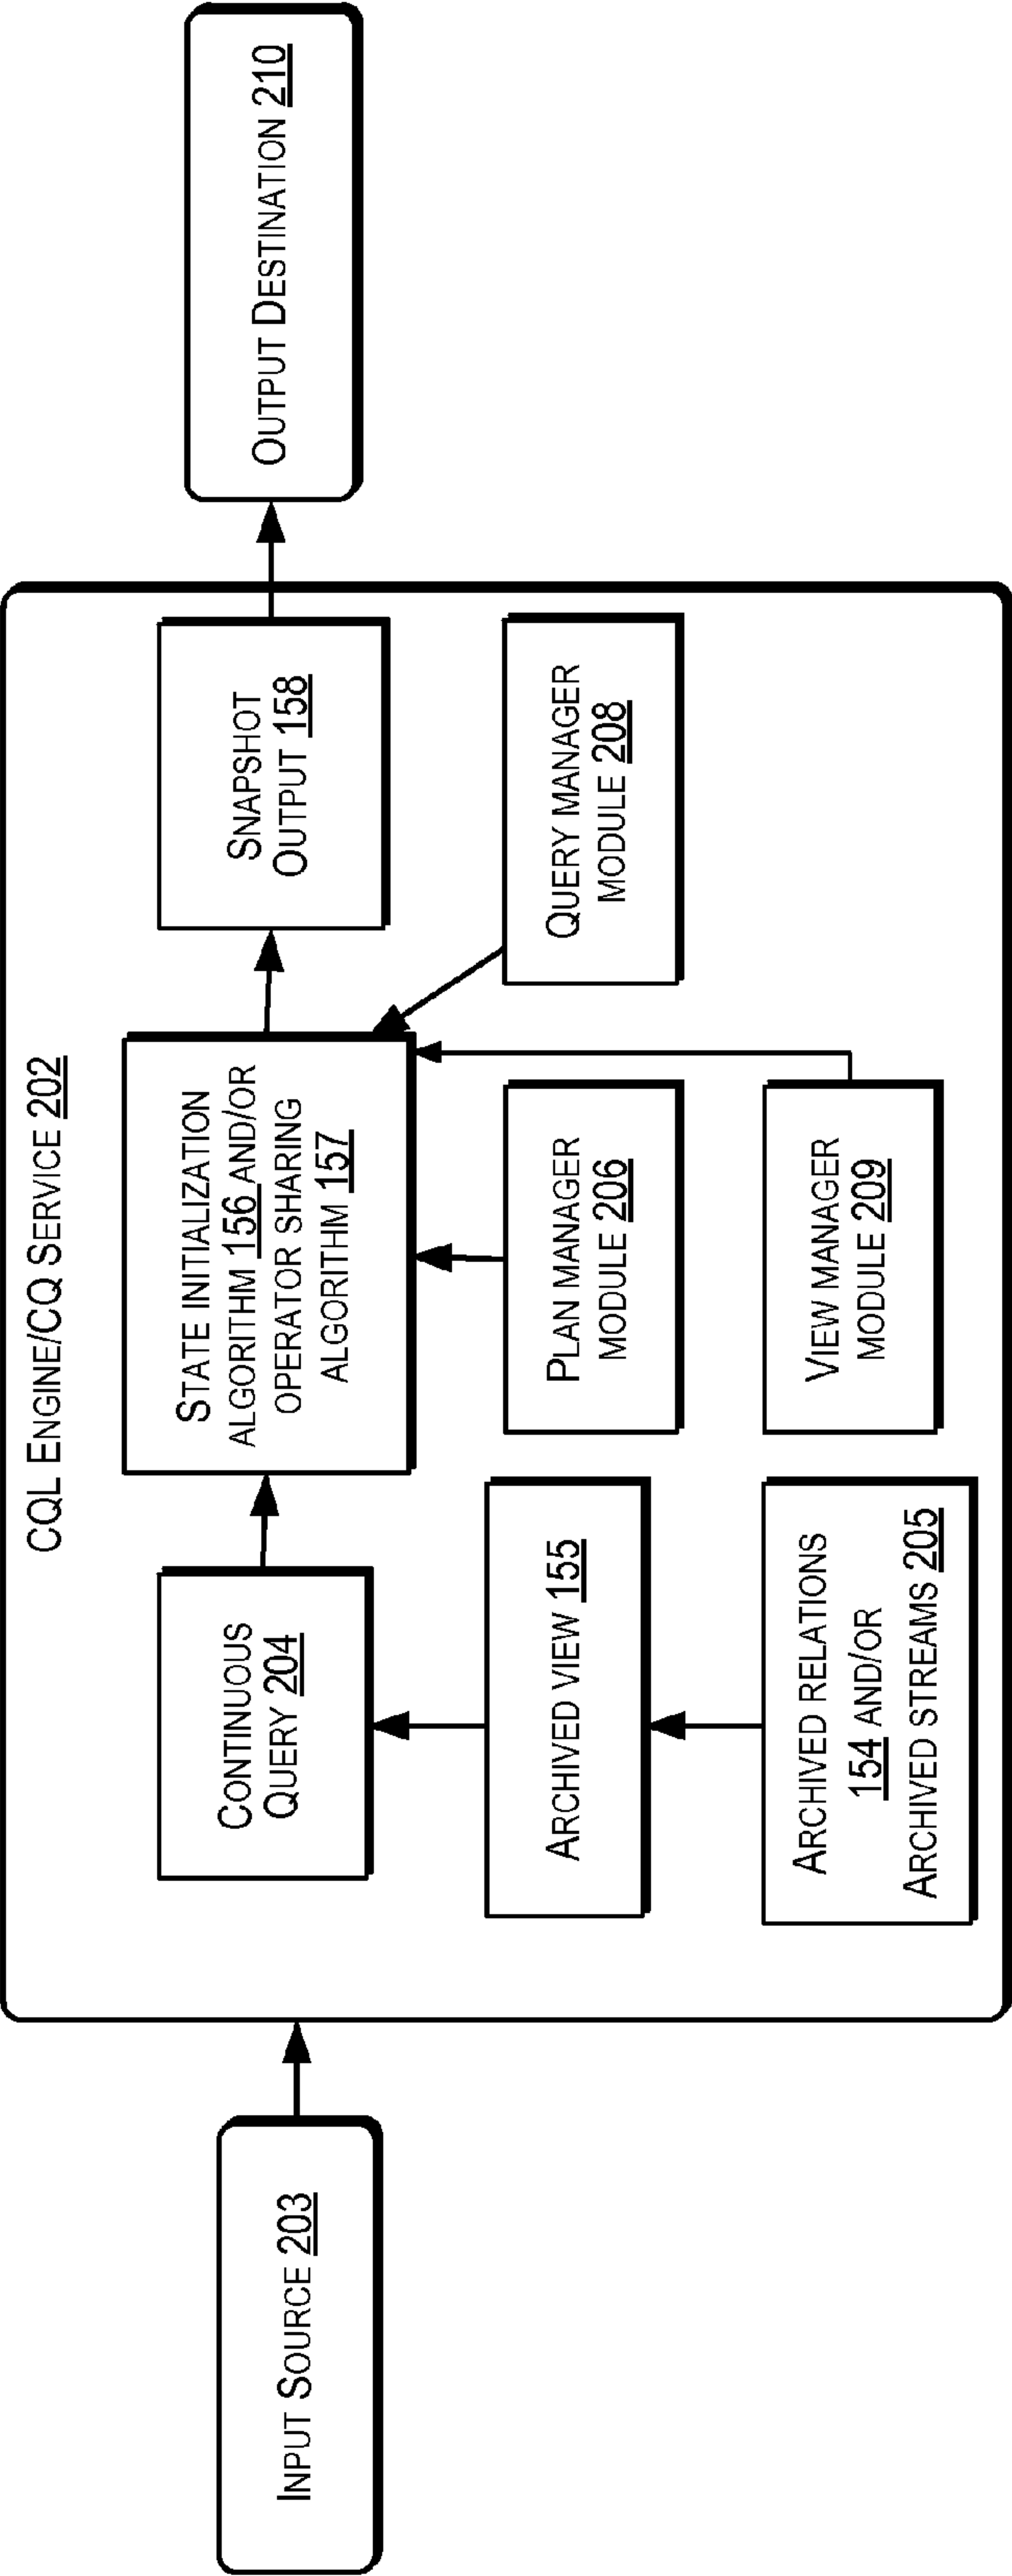 CQL ENGINE/CQ SERVICE 202
INPUT SOURCE 203
CONTINUOUS
QUERY 204
STATE INITIALIZATION
ALGORITHM 156 AND/OR
OPERATOR SHARING
ALGORITHM 157
SNAPSHOT
OUTPUT 158
OUTPUT DESTINATION 210
ARCHIVED VIEW 155
PLAN MANAGER
MODULE 206
QUERY MANAGER
MODULE 208
ARCHIVED RELATIONS
154 AND/OR
ARCHIVED STREAMS 205
VIEW MANAGER
MODULE 209